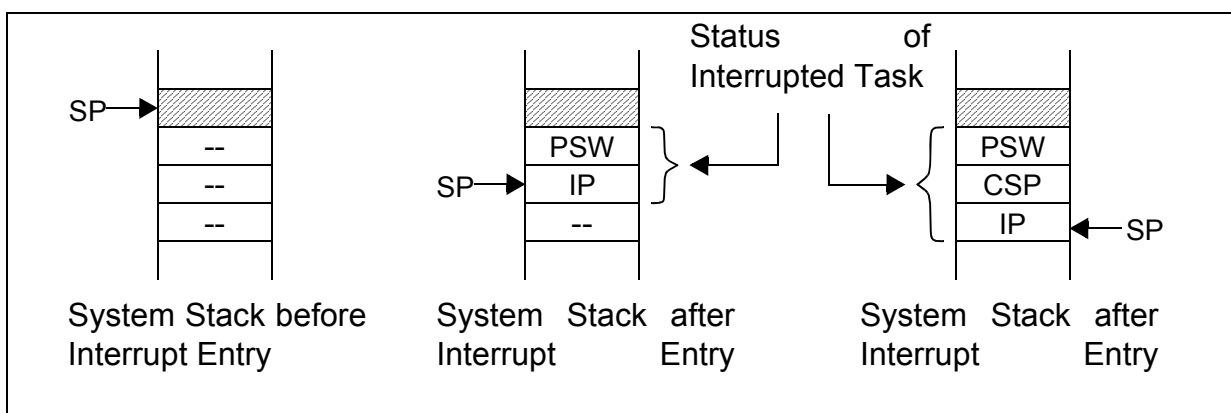 Status of
Interrupted Task
SP
--
--
--
PSW
IP
--
SP
PSW
CSP
IP
SP
System Stack before
Interrupt Entry
System Stack after
Interrupt Entry
System Stack after
Interrupt Entry